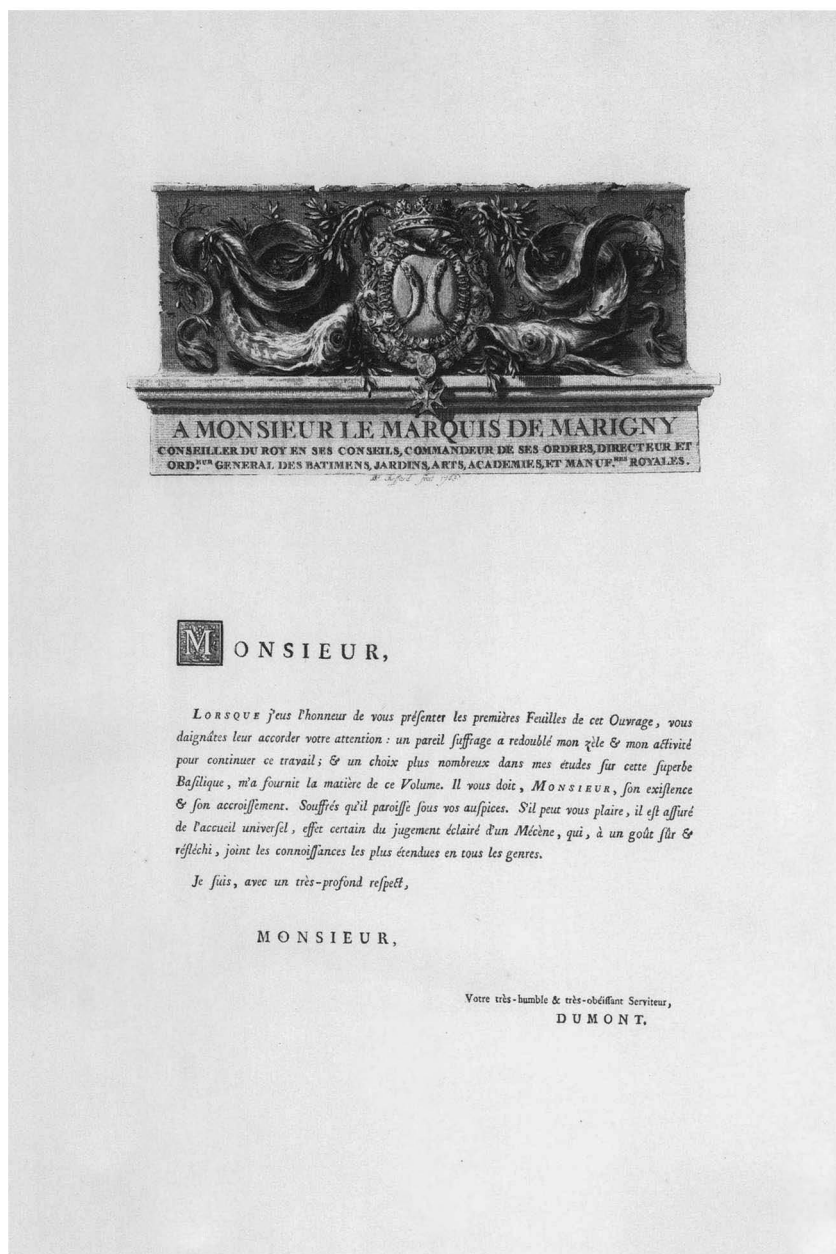 A MONSIEUR LE MARQUIS DE MARIGNY
CONSEILLER DU ROY EN SES CONSEILS, COMMANDEUR DE SES ORDRES, DIRECTEUR ET
ORD.EUR GENERAL DES BATIMENS, JARDINS, ARTS, ACADEMIES, ET MANUF.RES ROYALES.
MONSIEUR,
LORSQUE j'eus l'honneur de vous préſenter les premières Feuilles de cet Ouvrage, vous
daignâtes leur accorder votre attention : un pareil ſuffrage a redoublé mon zèle & mon activité
pour continuer ce travail ; & un choix plus nombreux dans mes études ſur cette ſuperbe
Baſilique, m'a fournit la matière de ce Volume. Il vous doit, MONSIEUR, ſon exiſtence
& ſon accroiſſement. Souffrés qu'il paroiſſe ſous vos auſpices. S'il peut vous plaire, il eſt aſſuré
de l'accueil univerſel, effet certain du jugement éclairé d'un Mécène, qui, à un goût ſûr &
réfléchi, joint les connoiſſances les plus étendues en tous les genres.
Je ſuis, avec un très-profond reſpect,
MONSIEUR,
Votre très-humble & très-obéiſſant Serviteur,
DUMONT.